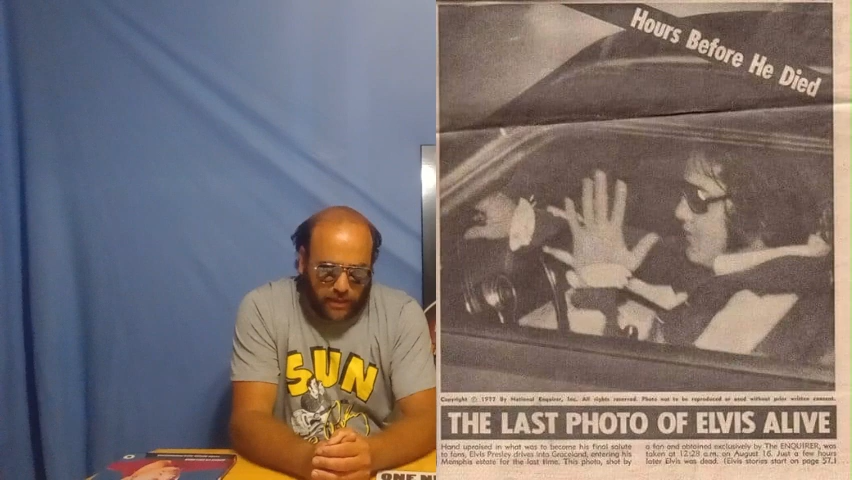 SUN
ONE N
Hours Before He Died
Copyright © 1977 By National Enquirer, Inc. All rights reserved. Photo not to be reproduced or used without prior written consent.
THE LAST PHOTO OF ELVIS ALIVE
Hand upraised in what was to become his final salute
to fans, Elvis Presley drives into Graceland, entering his
Memphis estate for the last time. This photo, shot by
a fan and obtained exclusively by The ENQUIRER, was
taken at 12:28 a.m. on August 16. Just a few hours
later Elvis was dead. (Elvis stories start on page 57.)